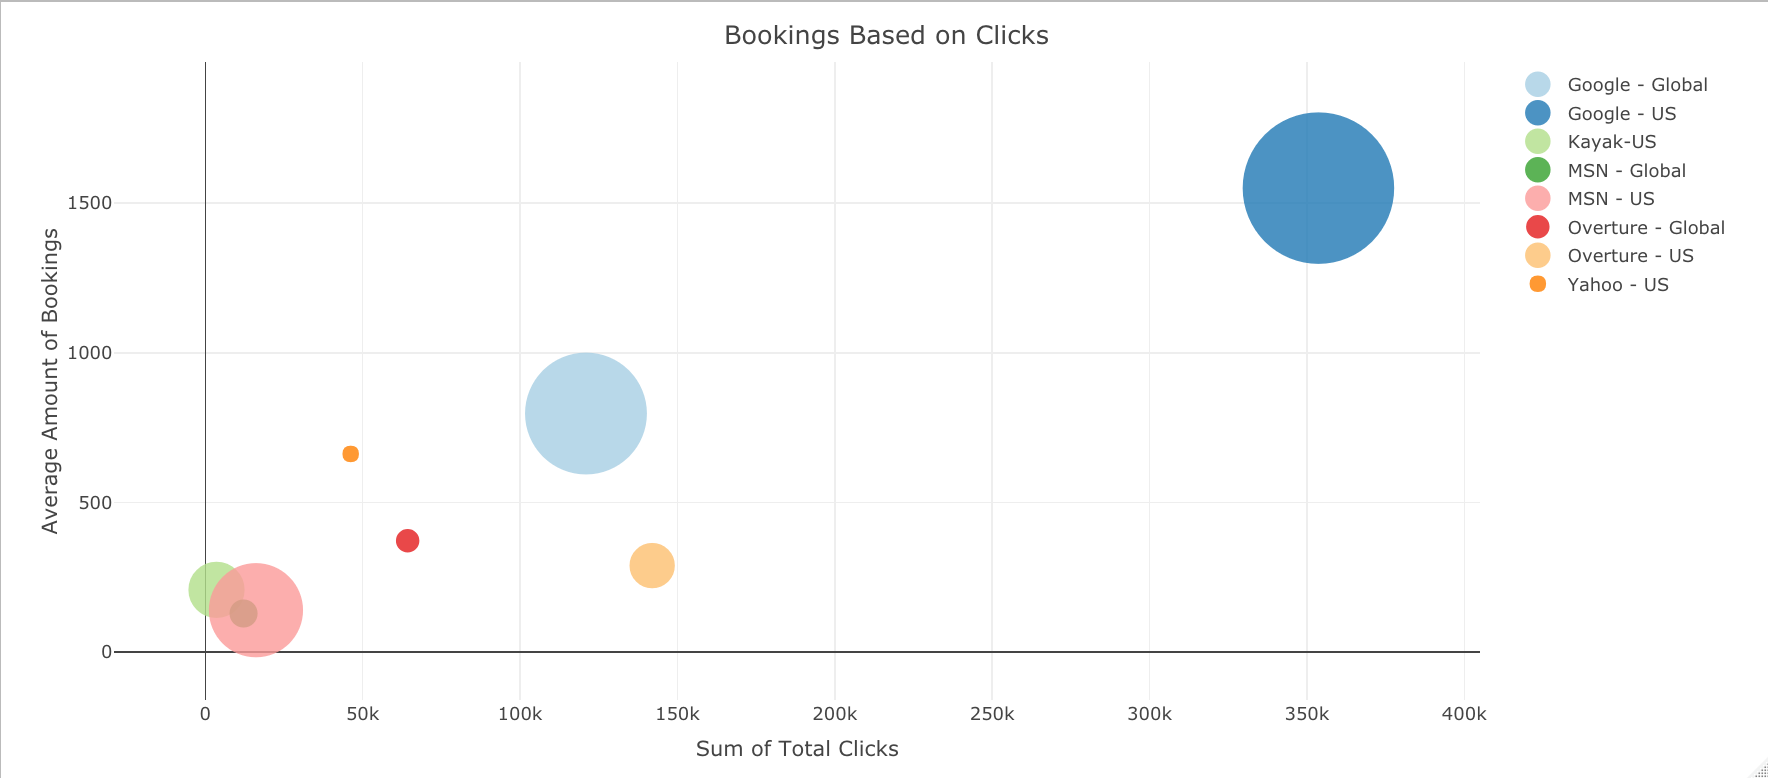 Bookings Based on Clicks
Google - Global
Google - US
Kayak-US
MSN - Global
MSN - US
Overture - Global
Overture - US
Yahoo - US
Average Amount of Bookings
1500
1000
500
0
0 50k 100k 150k 200k 250k 300k 350k 400k
Sum of Total Clicks